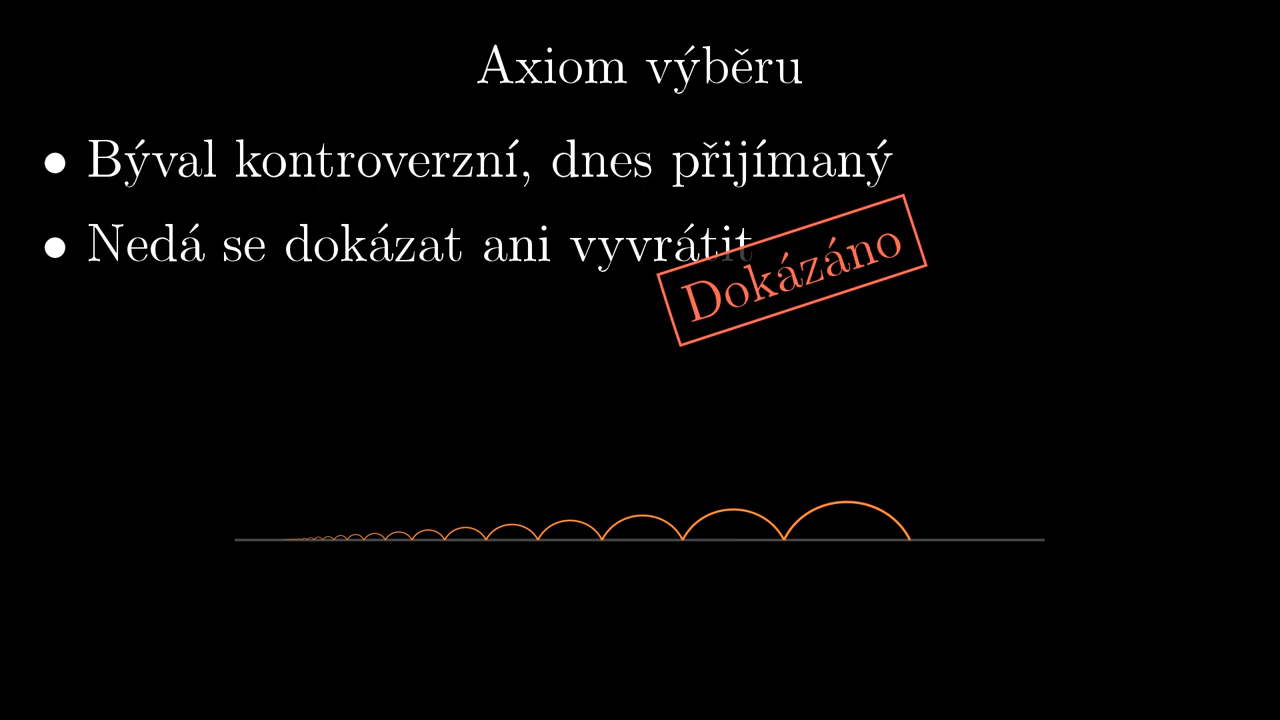 Axiom výběru
• Býval kontroverzní, dnes přijímaný
• Nedá se dokázat ani vyvrátit
Dokázáno